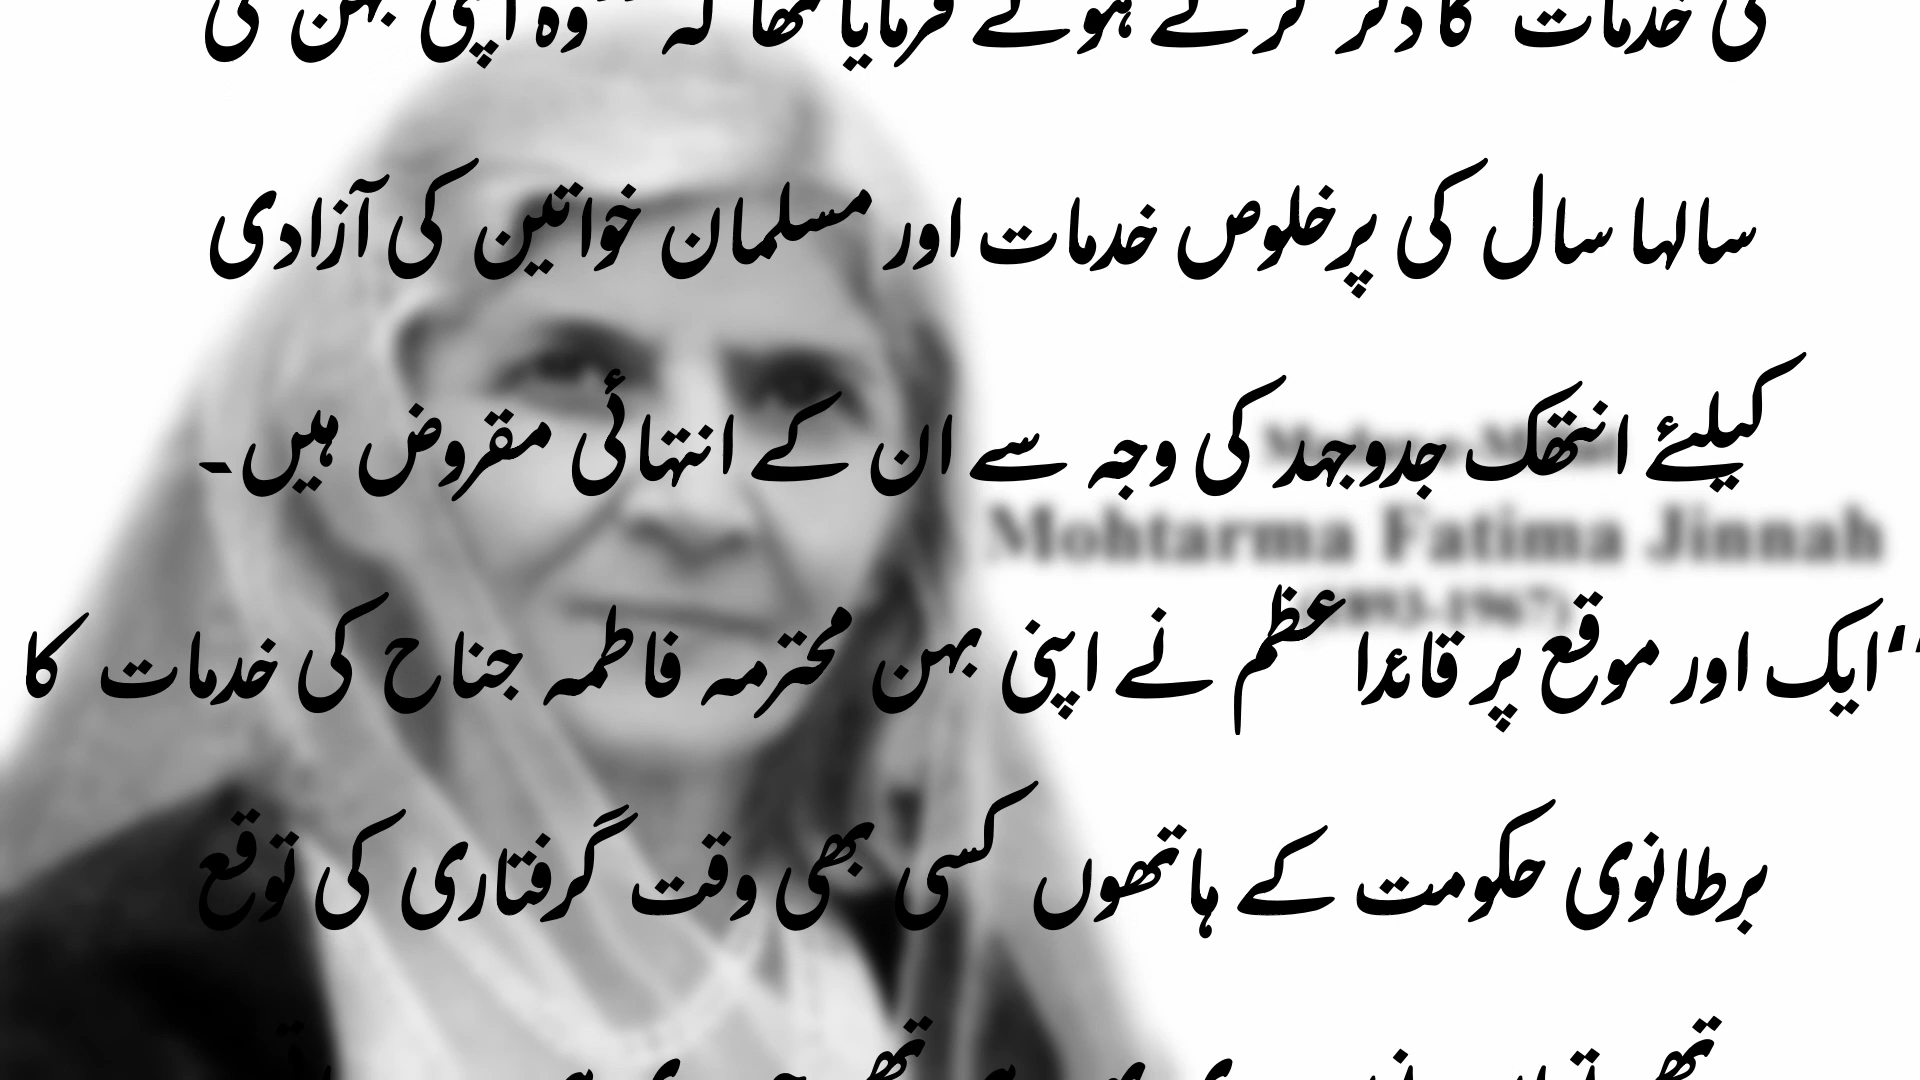 کی خدمات کا ذکر کرتے ہوئے فرمایا تھا کہ ’’وہ اپنی بہن کی
سالہا سال کی پرخلوص خدمات اور مسلمان خواتین کی آزادی
کیلئے انتھک جدوجہد کی وجہ سے ان کے انتہائی مقروض ہیں۔
Mohtarma Fatima Jinnah
1893-1967)
‘‘ایک اور موقع پر قائداعظم نے اپنی بہن محترمہ فاطمہ جناح کی خدمات کا
برطانوی حکومت کے ہاتھوں کسی بھی وقت گرفتاری کی توقع